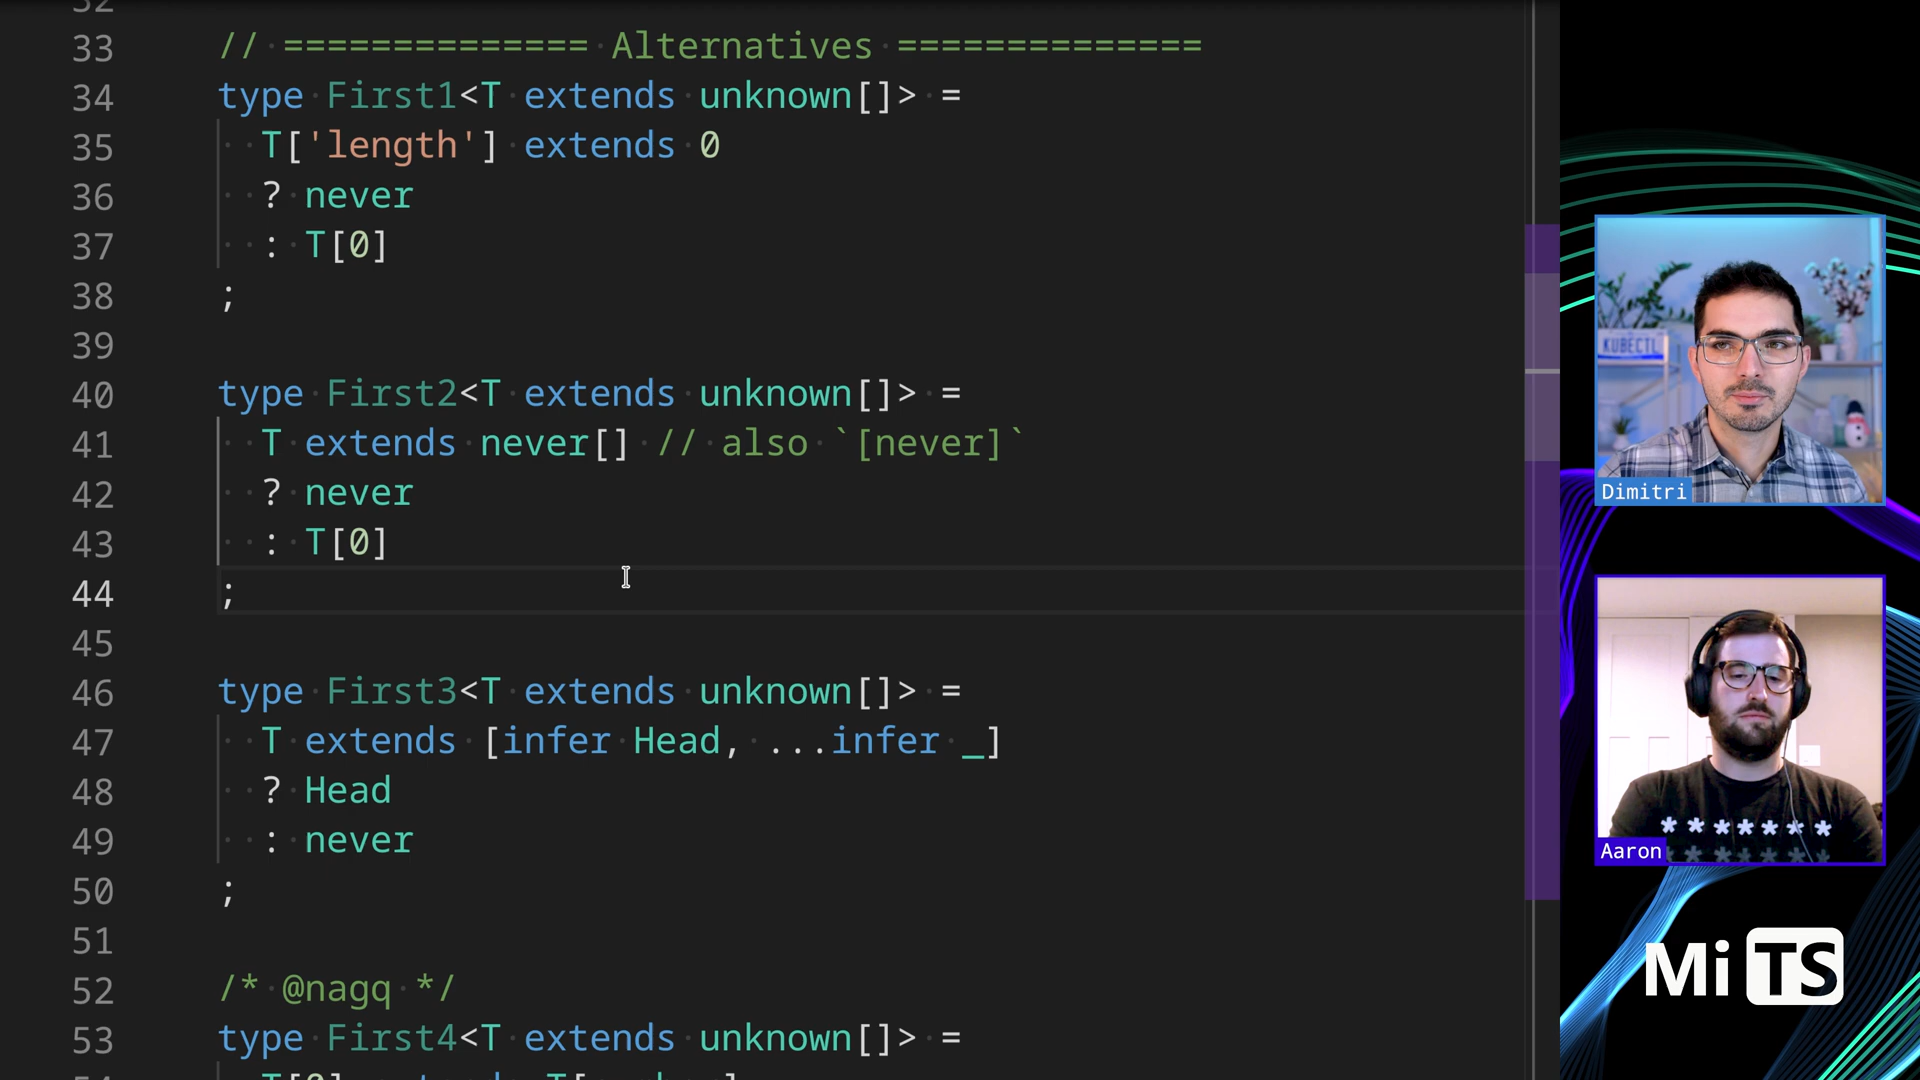 32
33 // ============== Alternatives ==============
34 type First1<T extends unknown[]> =
35 T['length'] extends 0
36 ? never
37 : T[0]
38 ;
39
40 type First2<T extends unknown[]> =
41 T extends never[] // also `[never]`
42 ? never
43 : T[0]
44 ;
45
46 type First3<T extends unknown[]> =
47 T extends [infer Head, ...infer _]
48 ? Head
49 : never
50 ;
51
52 /* @nagq */
53 type First4<T extends unknown[]> =
KUBECTL
Dimitri
* * * * * *
* * * * * *
Aaron
Mi TS